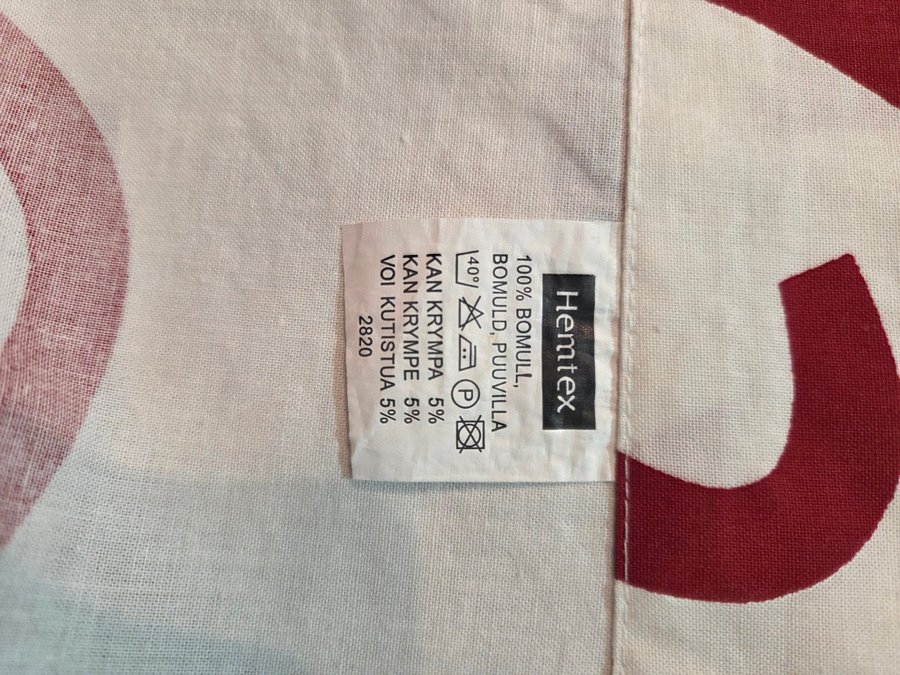 Hemtex
100% BOMULL,
BOMULD, PUUVILLA
40° P
KAN KRYMPA 5%
KAN KRYMPE 5%
VOI KUTISTUA 5%
2820